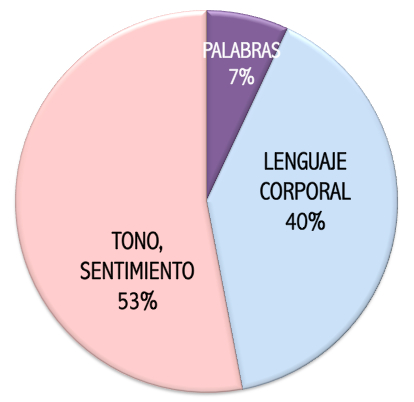 PALABRAS
7%
LENGUAJE
CORPORAL
40%
TONO,
SENTIMIENTO
53%